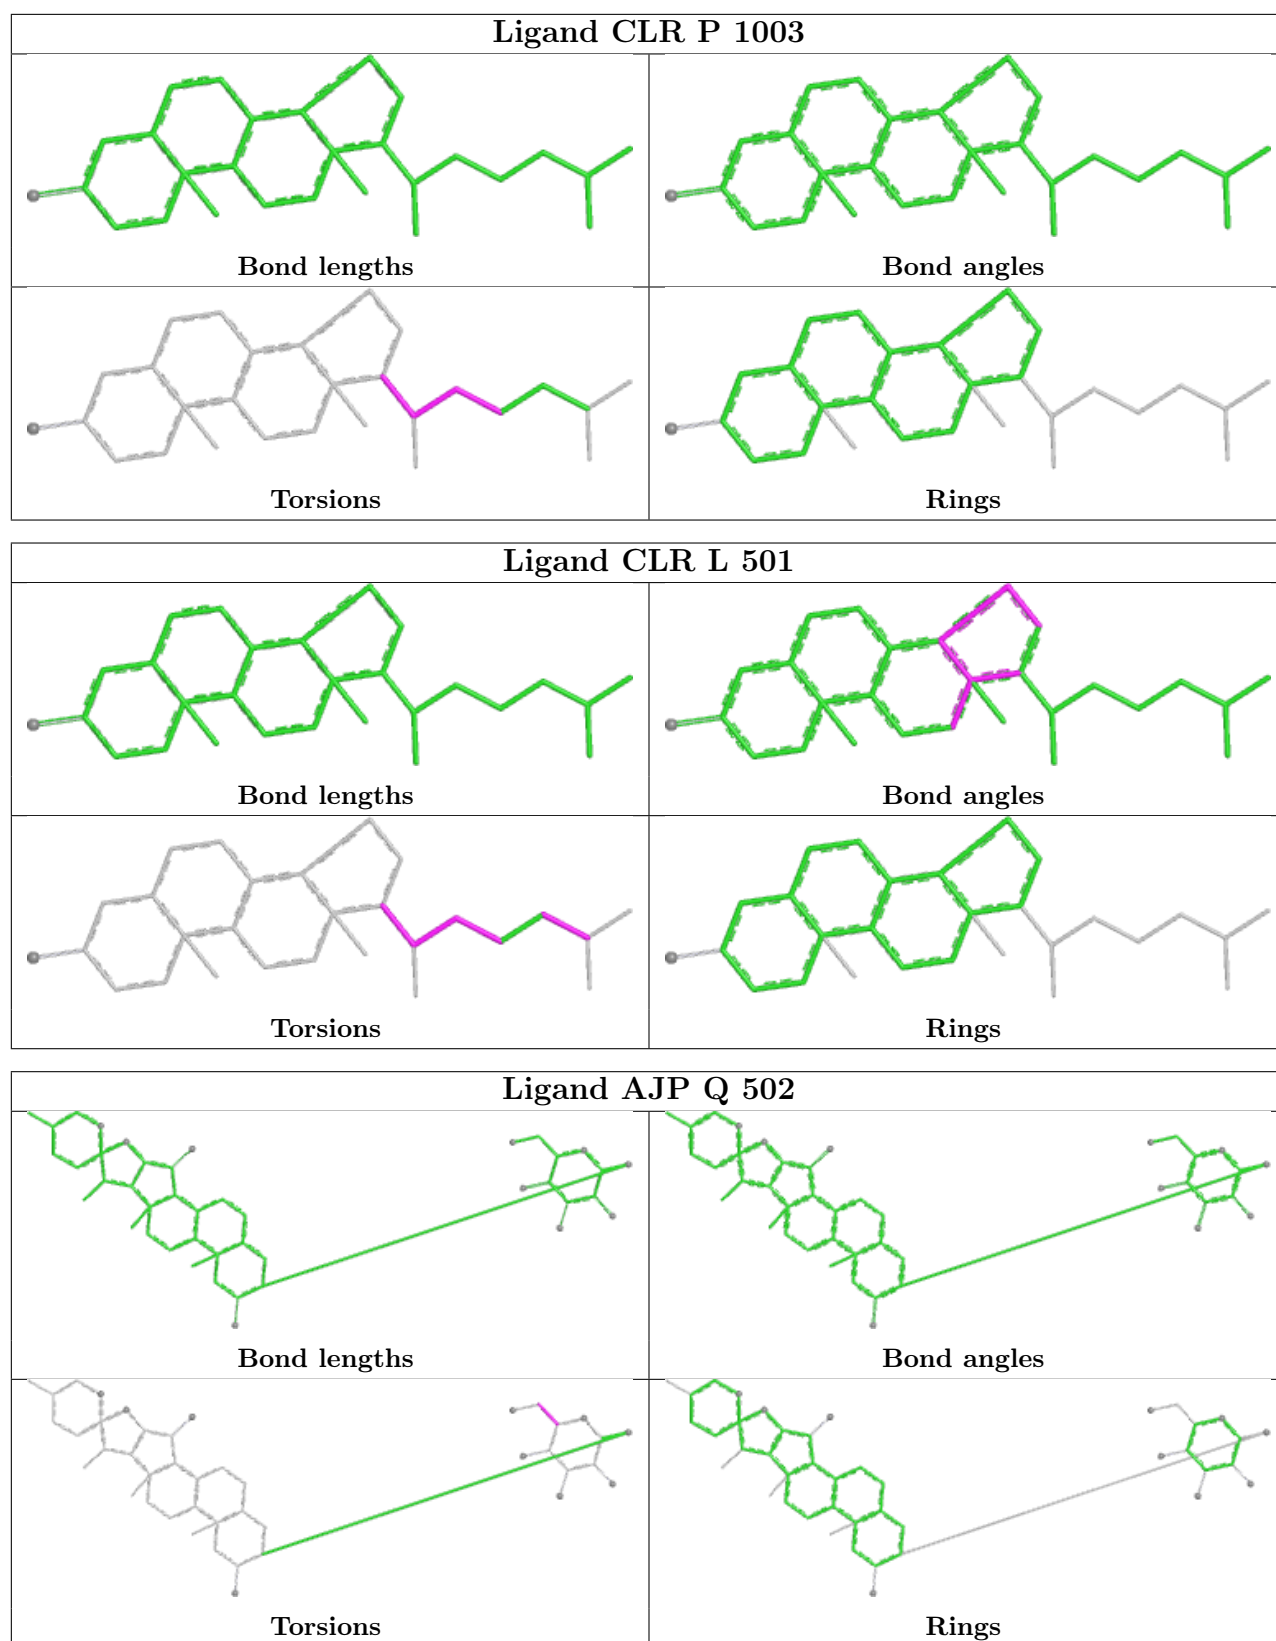 Ligand CLR P 1003
Bond lengths
Bond angles
Torsions
Rings
Ligand CLR L 501
Bond lengths
Bond angles
Torsions
Rings
Ligand AJP Q 502
Bond lengths
Bond angles
Torsions
Rings